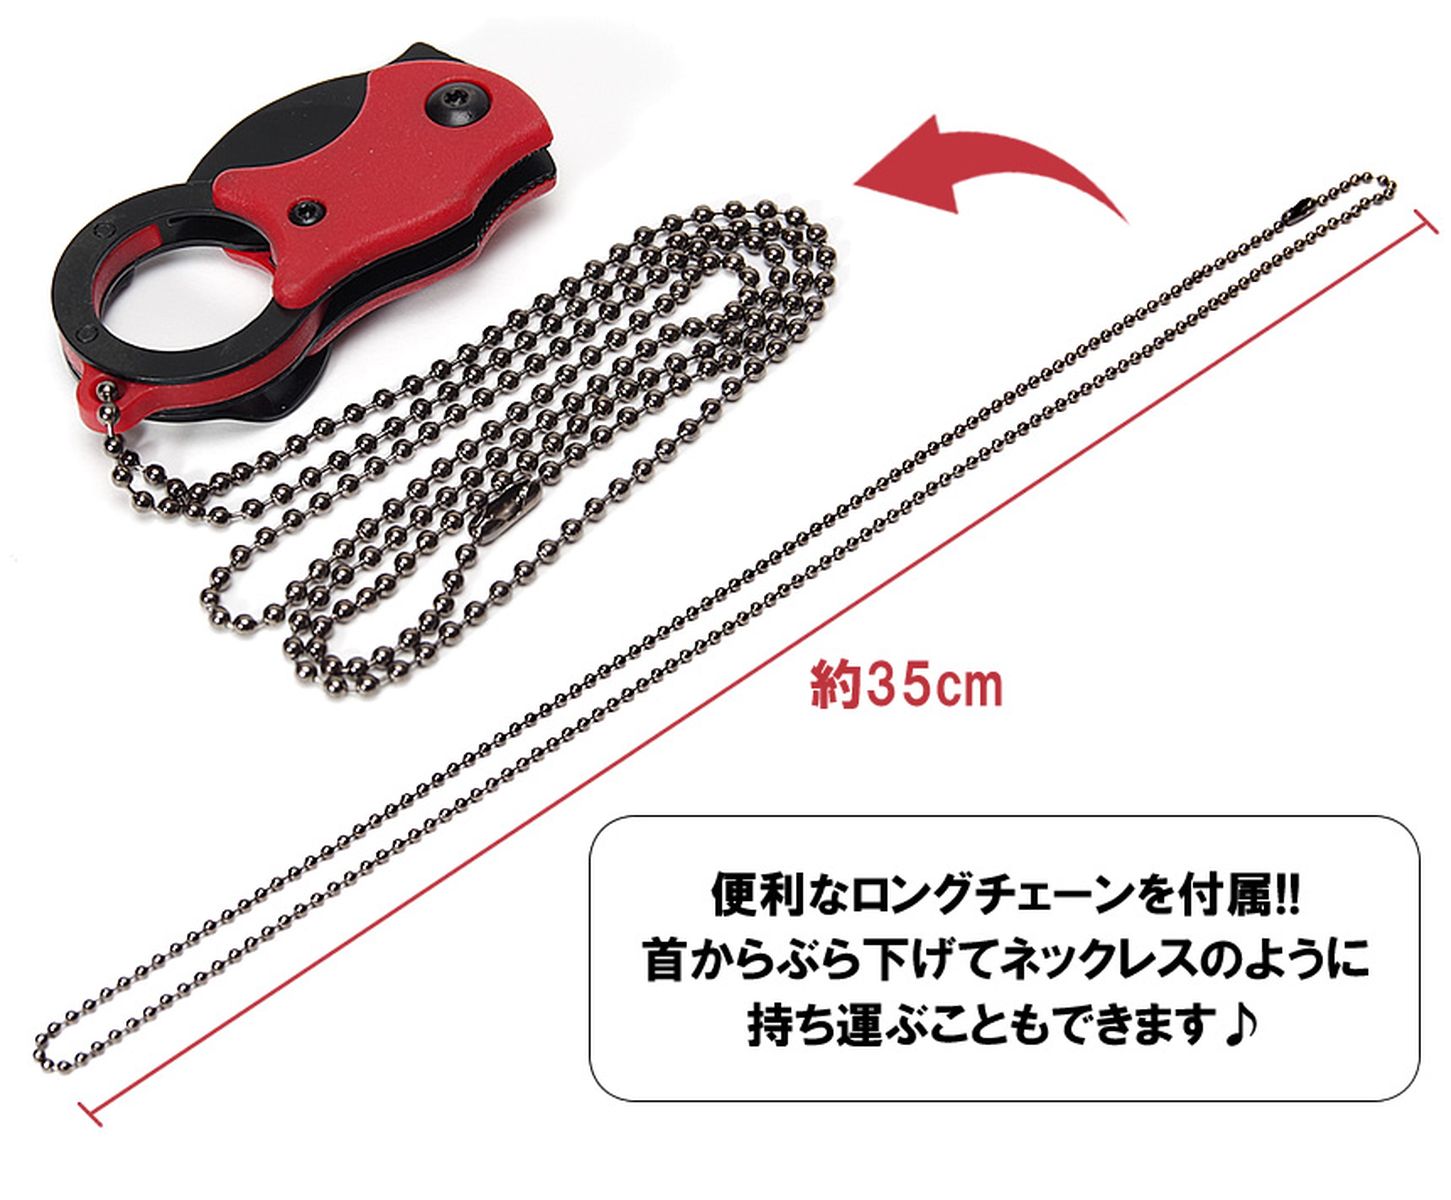 約35cm
便利なロングチェーンを付属!!
首からぶら下げてネックレスのように
持ち運ぶこともできます♪